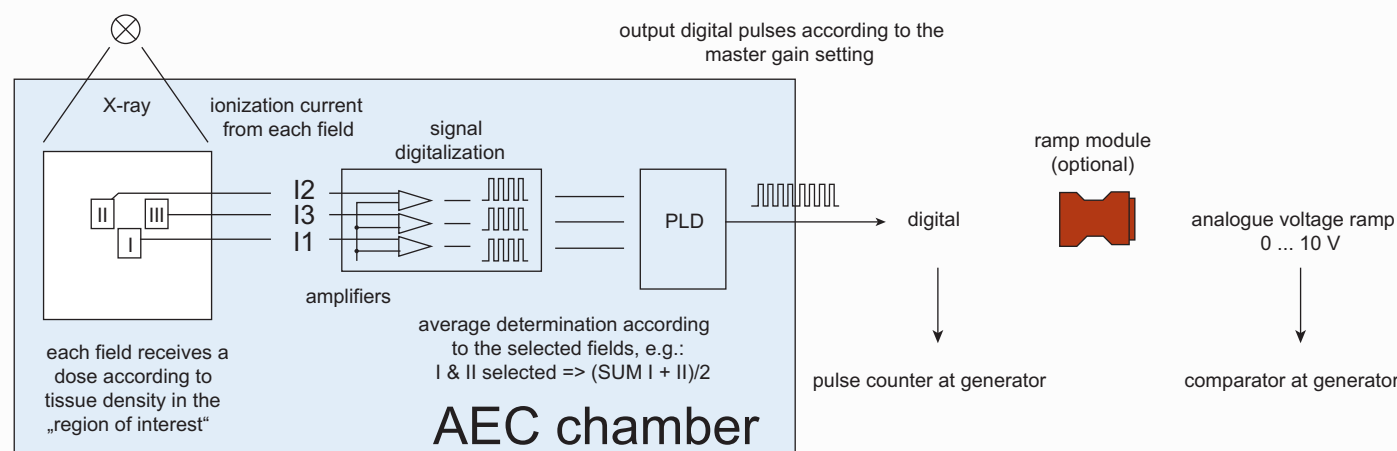 output digital pulses according to the
master gain setting
X-ray
ionization current
from each field
signal
digitalization
ramp module
(optional)
I2
I3
I1
II
III
I
PLD
digital
analogue voltage ramp
0 ... 10 V
amplifiers
average determination according
to the selected fields, e.g.:
I & II selected => (SUM I + II)/2
each field receives a
dose according to
tissue density in the
„region of interest“
pulse counter at generator
comparator at generator
AEC chamber